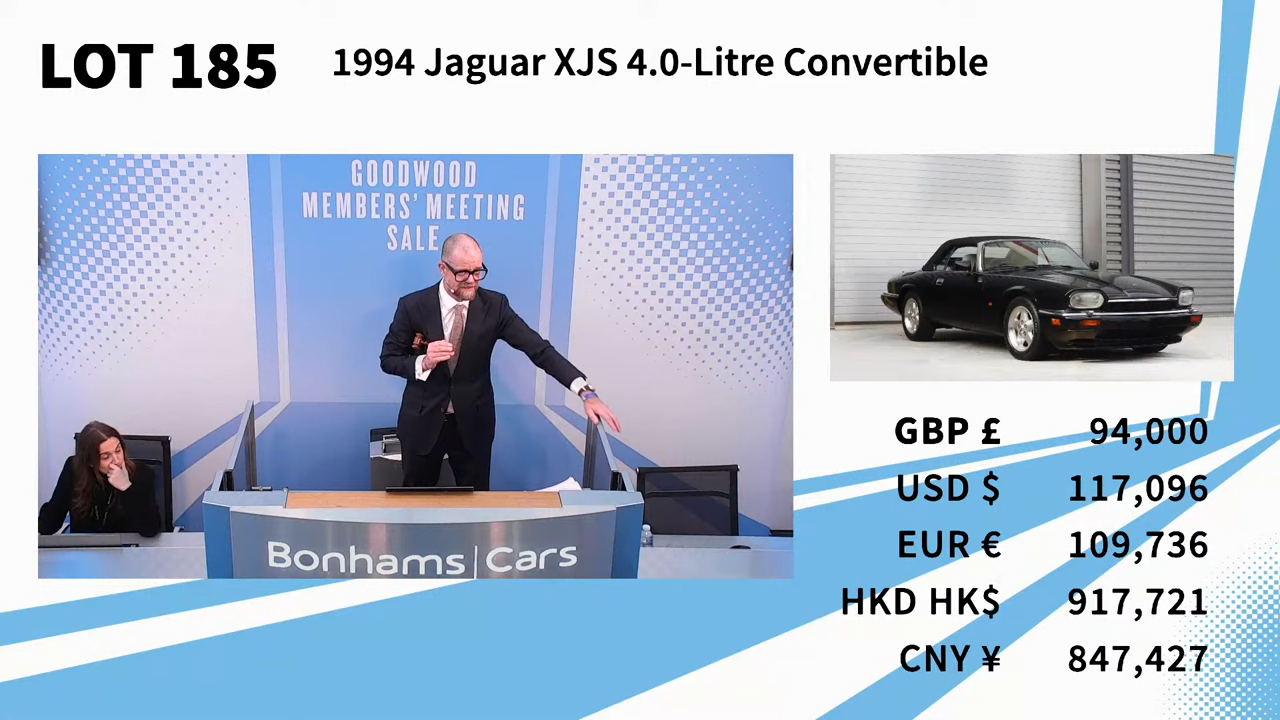 LOT 185
1994 Jaguar XJS 4.0-Litre Convertible
GOODWOOD
MEMBERS' MEETING
SALE
Bonhams | Cars
GBP £ 94,000
USD $ 117,096
EUR € 109,736
HKD HK$ 917,721
CNY ¥ 847,427